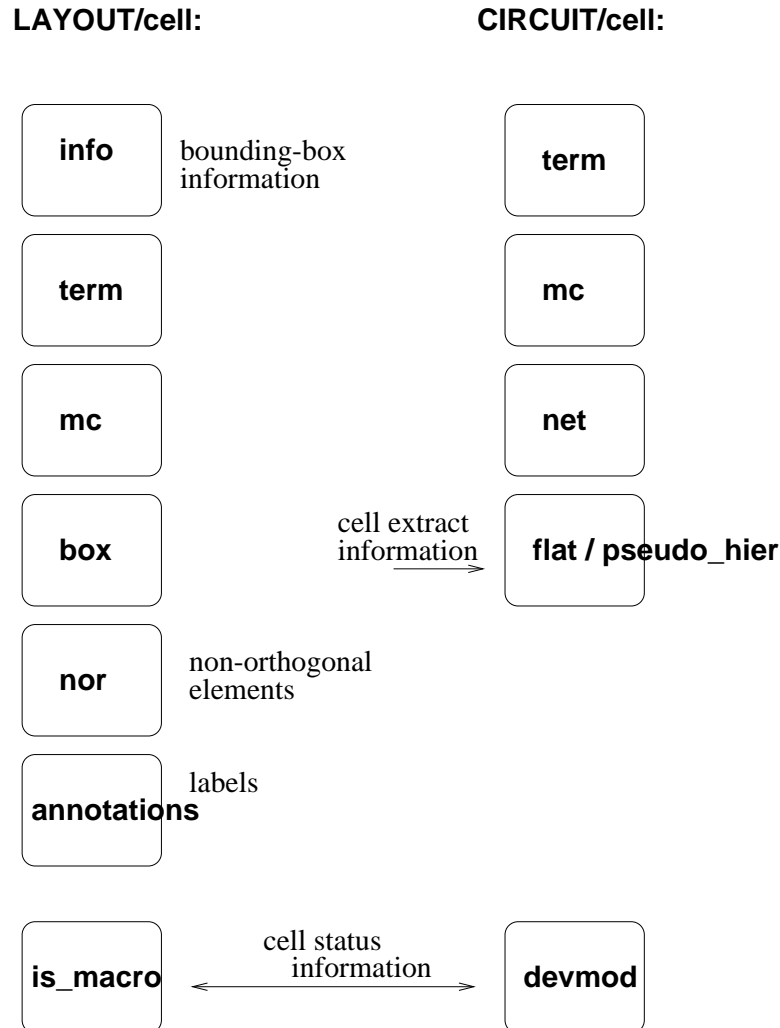 LAYOUT/cell:
CIRCUIT/cell:
info
bounding-box
information
term
term
mc
mc
net
box
cell extract
information
flat / pseudo_hier
nor
non-orthogonal
elements
annotations
labels
is_macro
cell status
information
devmod